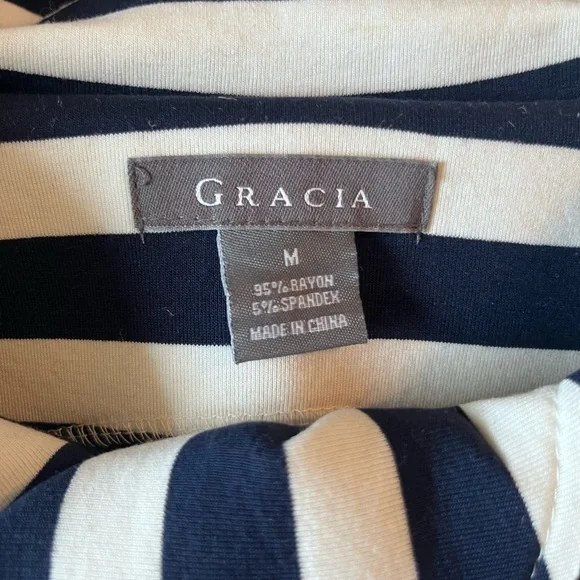 GRACIA
M
95% RAYON
5% SPANDEX
MADE IN CHINA